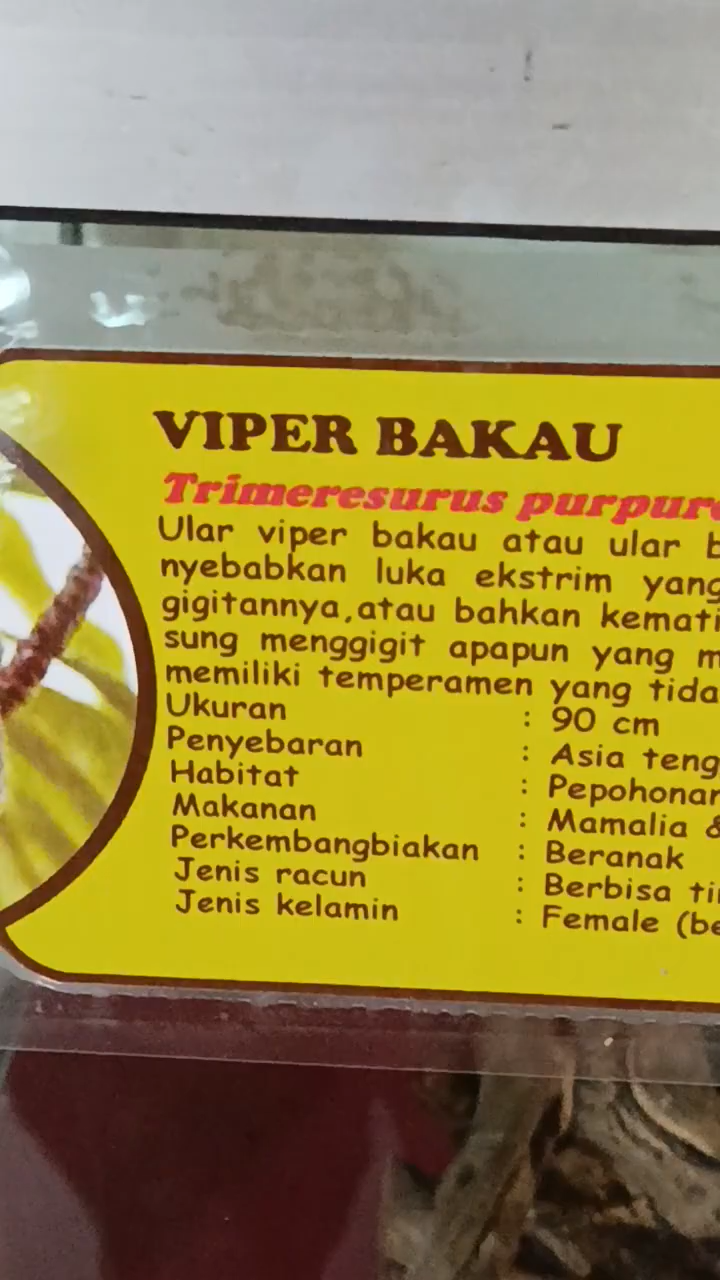 VIPER BAKAU
Trimeresurus
Ular viper bakau atau ular
nyebabkan luka ekstrim yang
gigitannya,atau bahkan
sung menggigit apapun yang
memiliki temperamen yang
Ukuran : 90 cm
Penyebaran : Asia
Habitat :
Makanan : Mamalia &
Perkembangbiakan : Beranak
Jenis racun : Berbisa
Jenis kelamin : Female